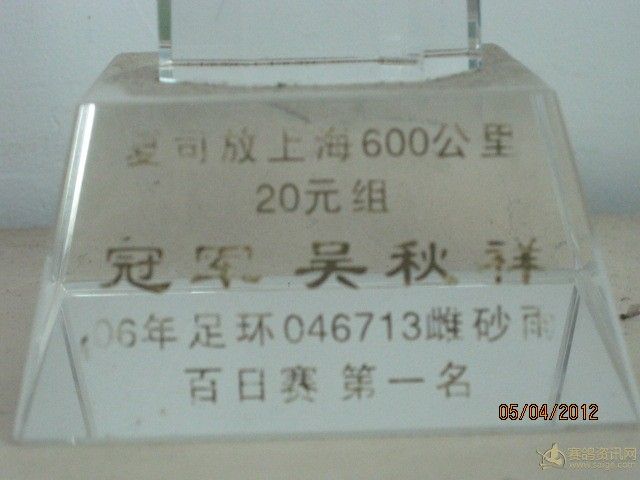 夏司放上海600公里
20元组
冠军 吴秋祥
06年足环046713雌砂雨
百日赛第一名
05/04/2012
赛鸽资讯网
www.saige.com